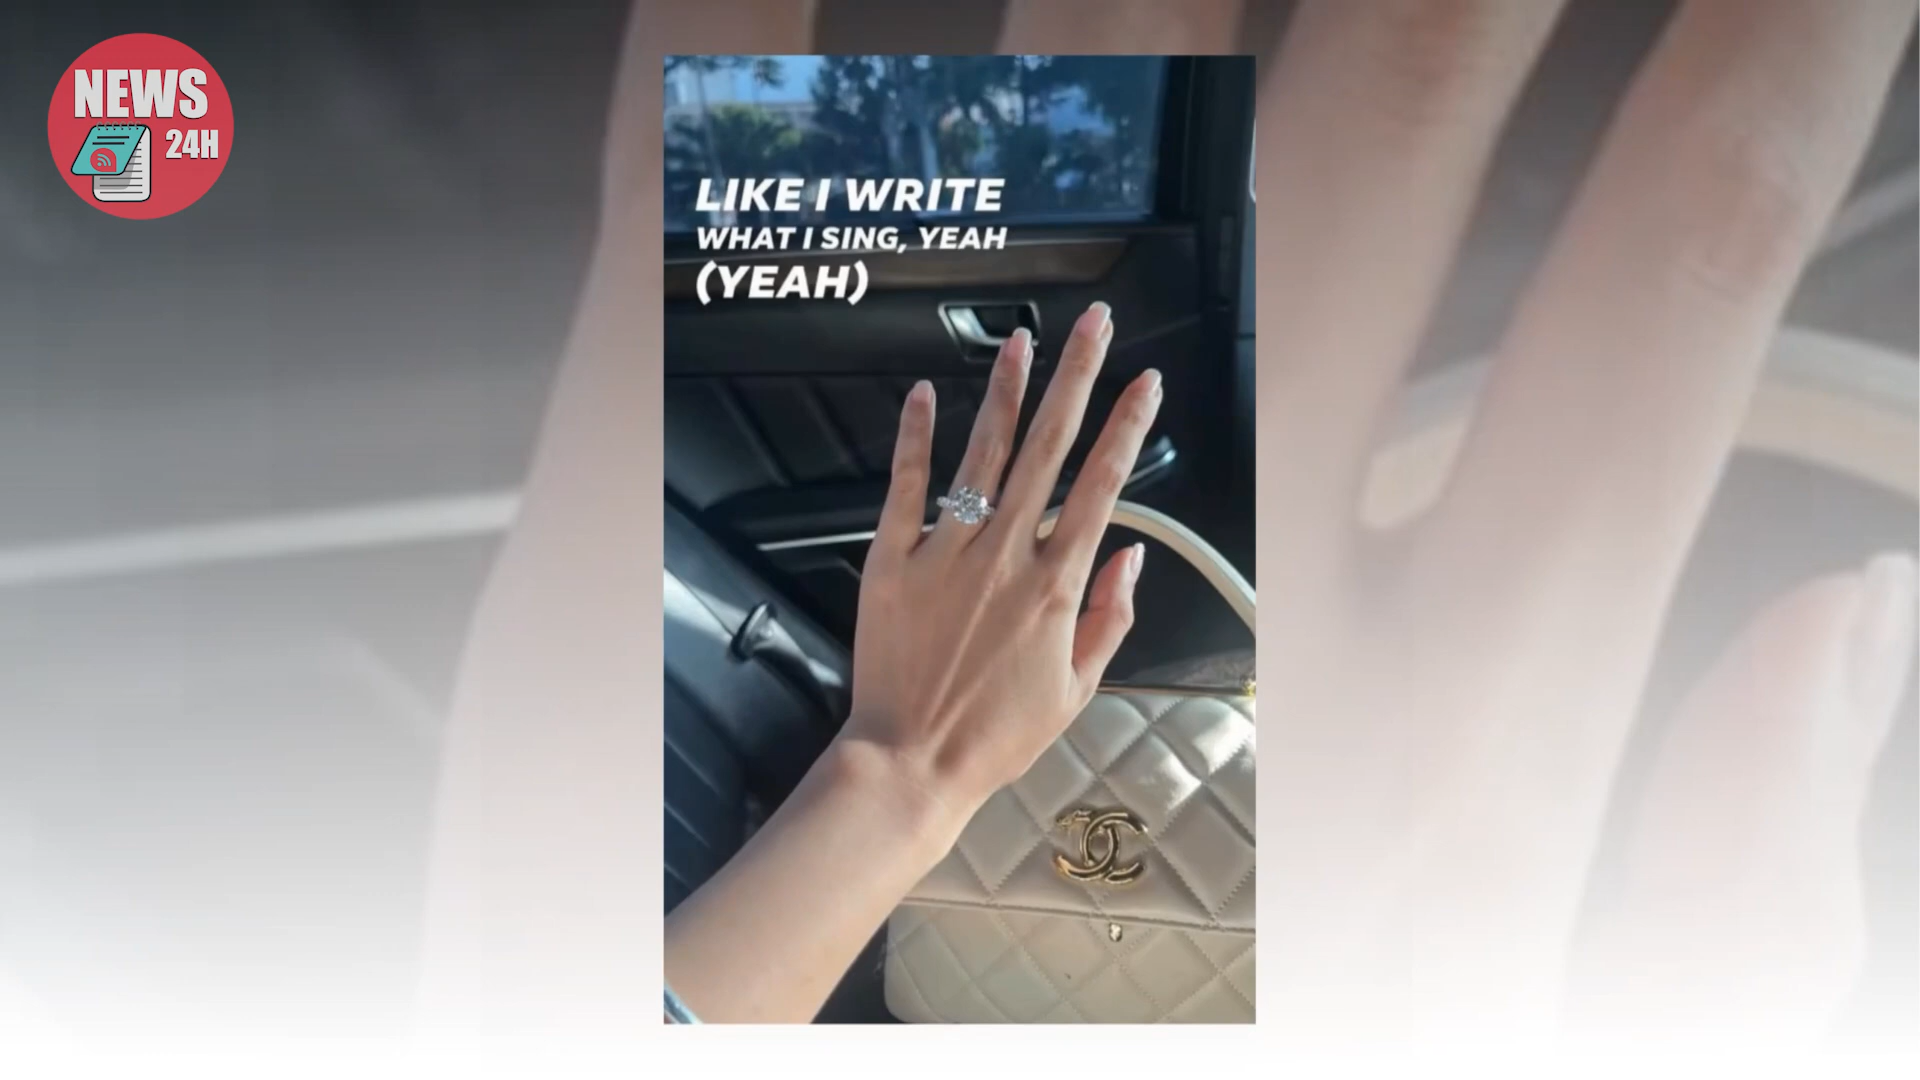 NEWS
24H
LIKE I WRITE
WHAT I SING, YEAH
(YEAH)